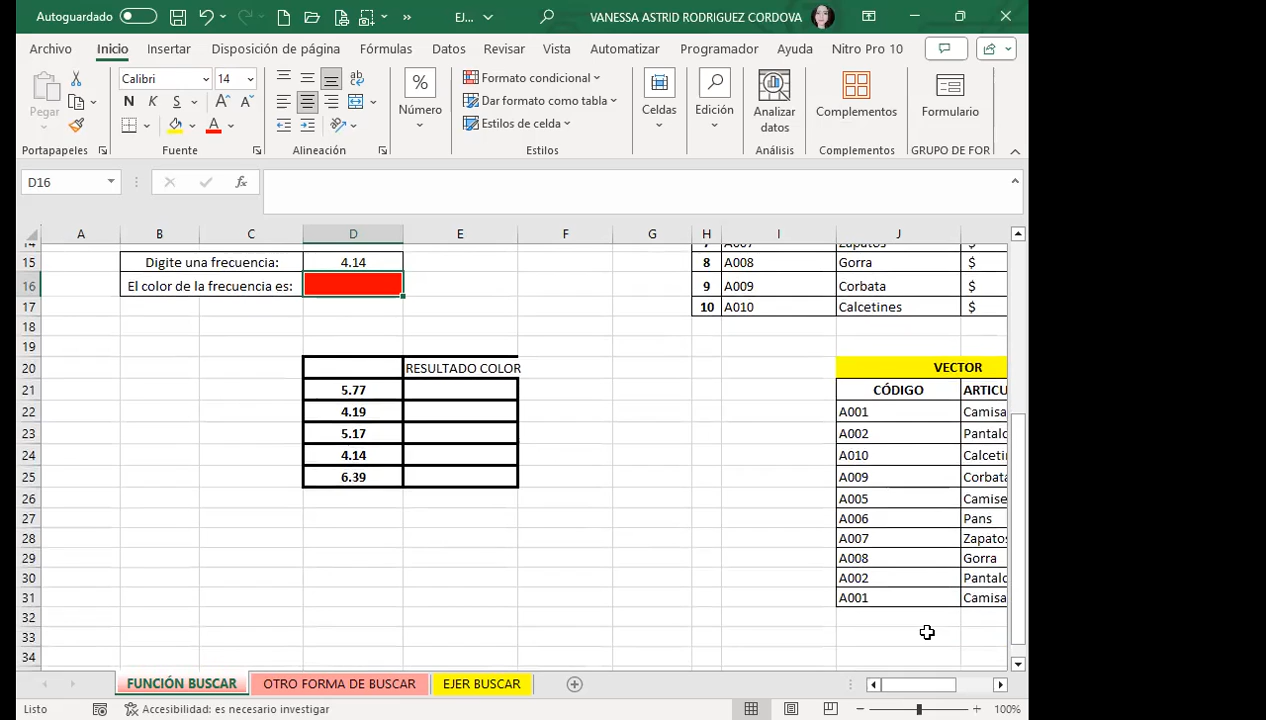 Autoguardado EJ... VANESSA ASTRID RODRIGUEZ CORDOVA
Archivo Inicio Insertar Disposición de página Fórmulas Datos Revisar Vista Automatizar Programador Ayuda Nitro Pro 10
Pegar Calibri 14 N K S A A A % Número Formato condicional Dar formato como tabla Estilos de celda Celdas Edición Analizar datos Complementos Formulario
Portapapeles Fuente Alineación Estilos Análisis Complementos GRUPO DE FOR
D16 fx
A B C D E F G H I J K
14 7 A007 Zapatos
15 Digite una frecuencia: 4.14 8 A008 Gorra $
16 El color de la frecuencia es: 9 A009 Corbata $
17 10 A010 Calcetines $
18
19
20 RESULTADO COLOR VECTOR
21 5.77 CÓDIGO ARTICU
22 4.19 A001 Camisa
23 5.17 A002 Pantalo
24 4.14 A010 Calcetin
25 6.39 A009 Corbata
26 A005 Camise
27 A006 Pans
28 A007 Zapatos
29 A008 Gorra
30 A002 Pantalo
31 A001 Camisa
32
33
34
FUNCIÓN BUSCAR OTRO FORMA DE BUSCAR EJER BUSCAR
Listo Accesibilidad: es necesario investigar 100%